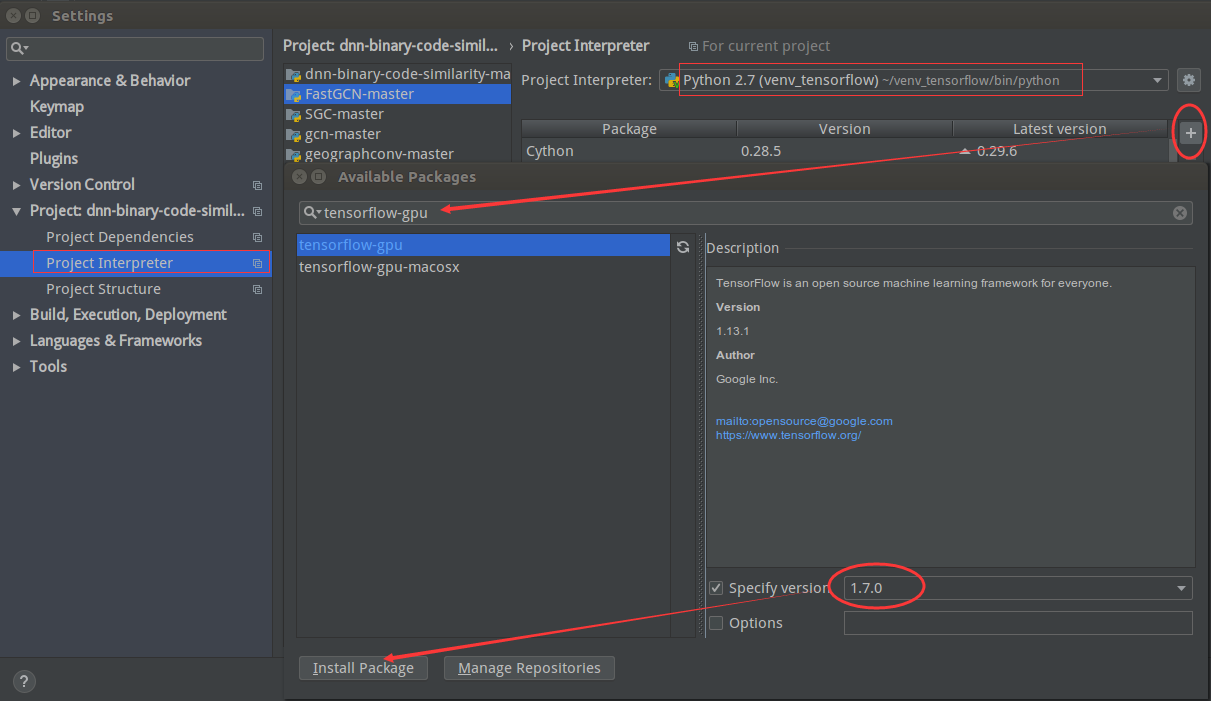 Settings
Project: dnn-binary-code-simil... › Project Interpreter For current project
Appearance & Behavior
Keymap
Editor
Plugins
Version Control
Project: dnn-binary-code-simil...
Project Dependencies
Project Interpreter
Project Structure
Build, Execution, Deployment
Languages & Frameworks
Tools
dnn-binary-code-similarity-ma
FastGCN-master
SGC-master
gcn-master
geographconv-master
Project Interpreter: Python 2.7 (venv_tensorflow) ~/venv_tensorflow/bin/python
Package Version Latest version
Cython 0.28.5 0.29.6
Available Packages
tensorflow-gpu
tensorflow-gpu
tensorflow-gpu-macosx
Description
TensorFlow is an open source machine learning framework for everyone.
Version
1.13.1
Author
Google Inc.
mailto:opensource@google.com
https://www.tensorflow.org/
Specify version 1.7.0
Options
Install Package Manage Repositories
?